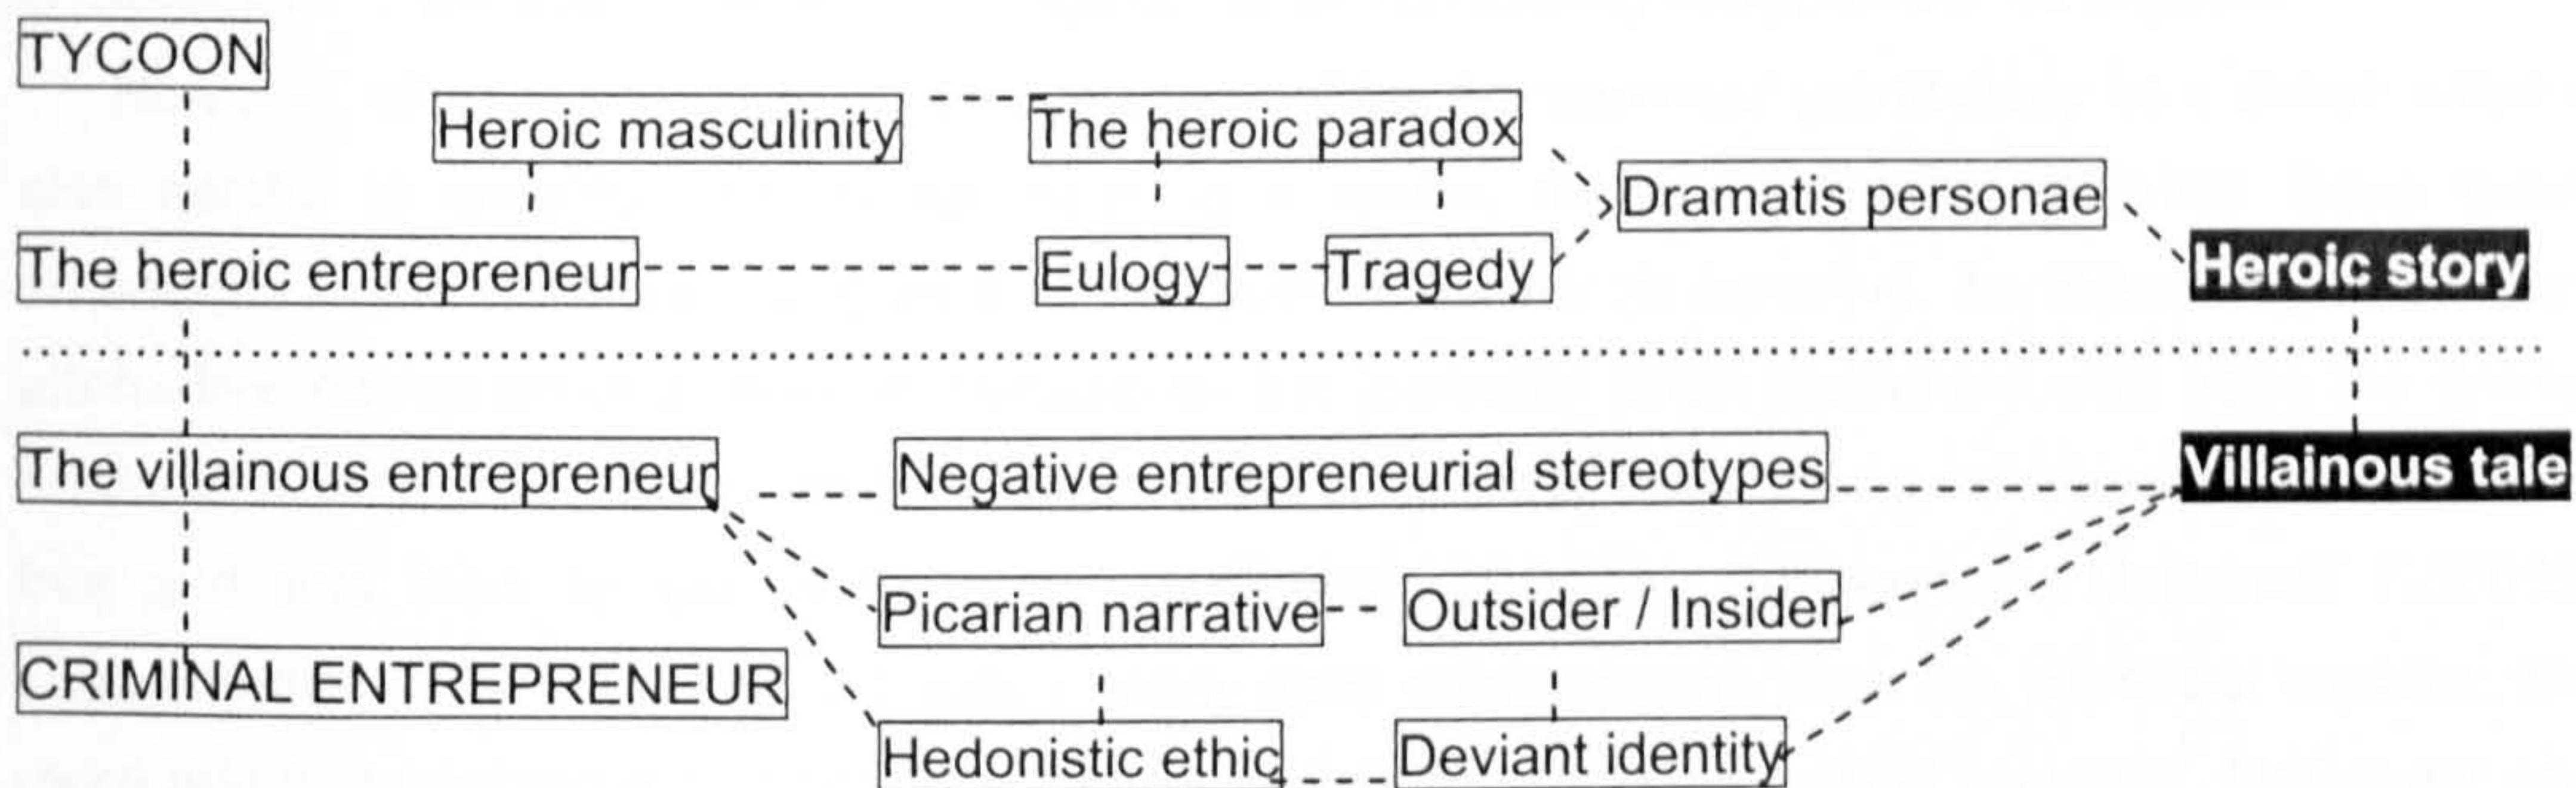 TYCOON
Heroic masculinity
The heroic paradox
Dramatis personae
The heroic entrepreneur
Eulogy
Tragedy
Heroic story
The villainous entrepreneur
Negative entrepreneurial stereotypes
Villainous tale
Picarian narrative
Outsider / Insider
CRIMINAL ENTREPRENEUR
Hedonistic ethic
Deviant identity